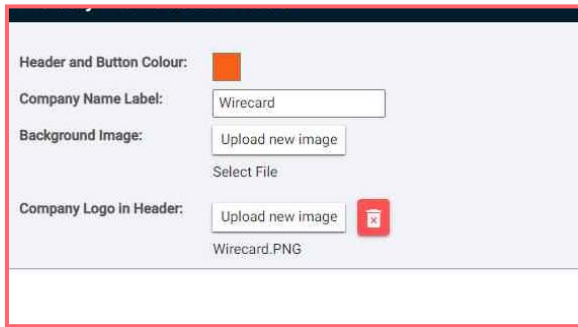 Header and Button Colour:
Company Name Label: Wirecard
Background Image: Upload new image
Select File
Company Logo in Header: Upload new image
Wirecard.PNG